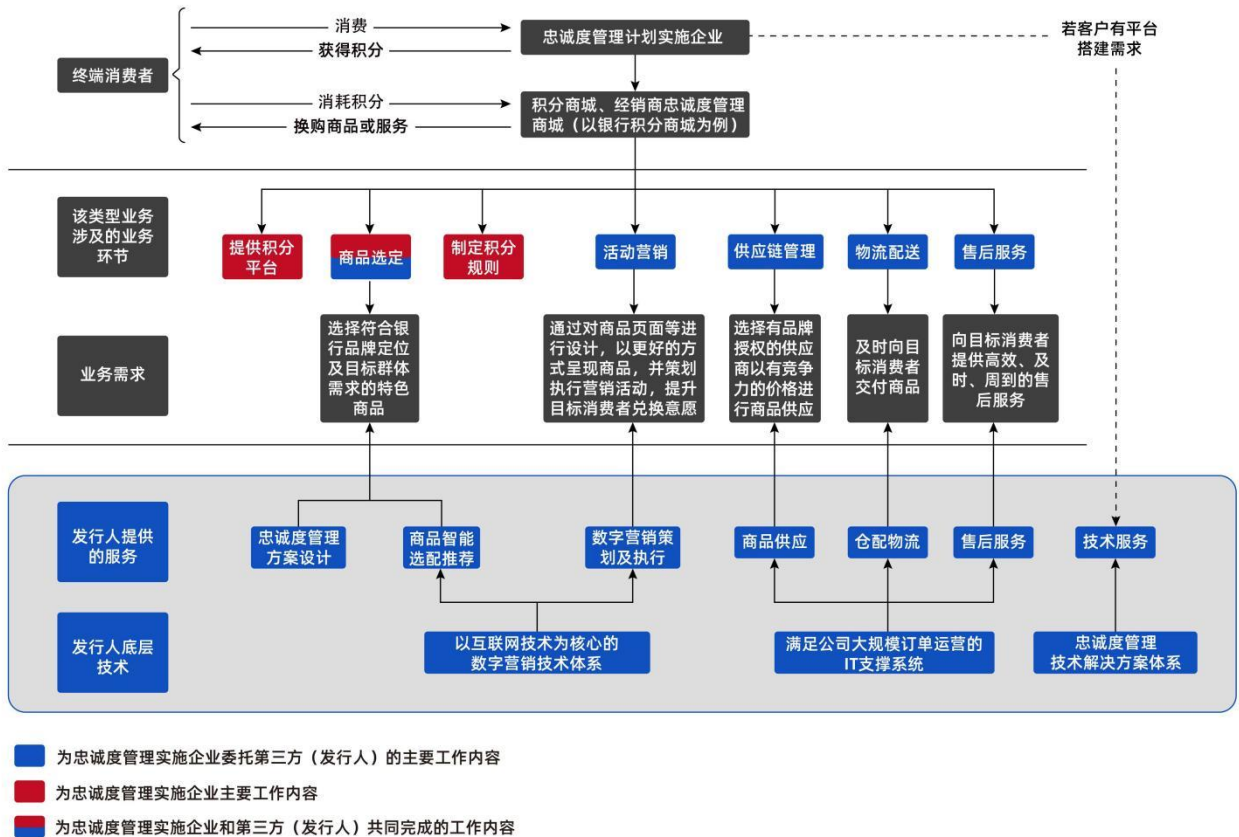 消费
忠诚度管理计划实施企业
若客户有平台
搭建需求
获得积分
终端消费者
消耗积分
积分商城、经销商忠诚度管理
商城（以银行积分商城为例）
换购商品或服务
该类型业务
涉及的业务
环节
提供积分
平台
商品选定
制定积分
规则
活动营销
供应链管理
物流配送
售后服务
业务需求
选择符合银
行品牌定位
及目标群体
需求的特色
商品
通过对商品页面等进
行设计，以更好的方
式呈现商品，并策划
执行营销活动，提升
目标消费者兑换意愿
选择有品牌
授权的供应
商以有竞争
力的价格进
行商品供应
及时向目
标消费者
交付商品
向目标消费者
提供高效、及
时、周到的售
后服务
发行人提供
的服务
忠诚度管理
方案设计
商品智能
选配推荐
数字营销策
划及执行
商品供应
仓配物流
售后服务
技术服务
发行人底层
技术
以互联网技术为核心的
数字营销技术体系
满足公司大规模订单运营的
IT支撑系统
忠诚度管理
技术解决方案体系
为忠诚度管理实施企业委托第三方（发行人）的主要工作内容
为忠诚度管理实施企业主要工作内容
为忠诚度管理实施企业和第三方（发行人）共同完成的工作内容